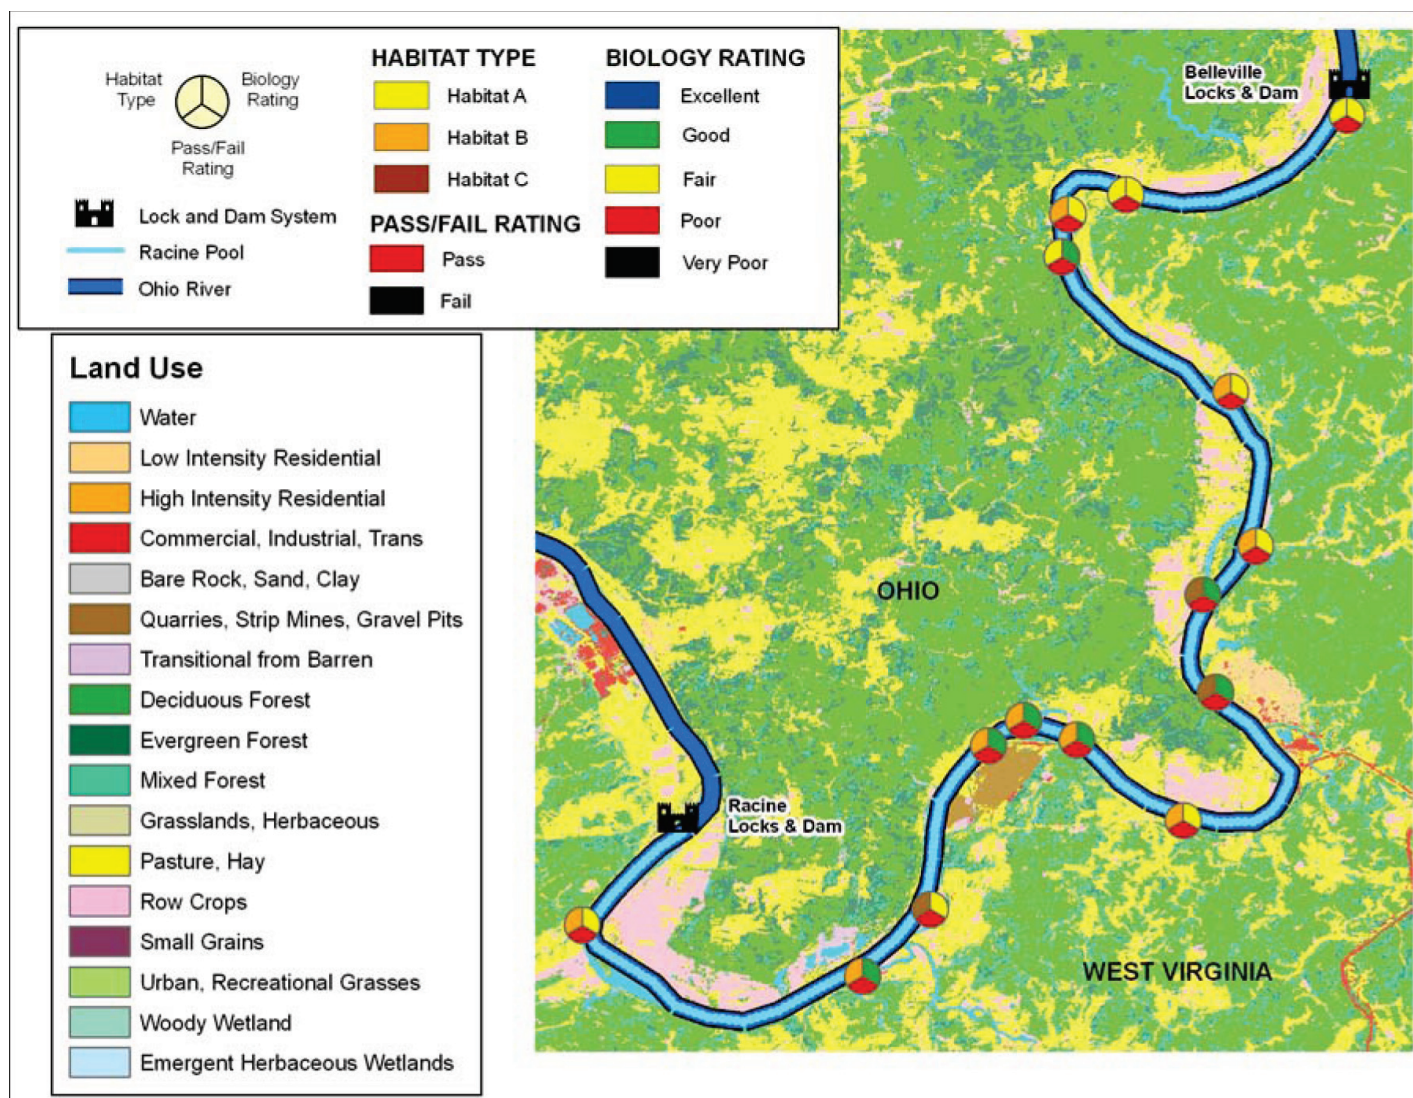 Habitat
Type
Biology
Rating
Pass/Fail
Rating
Lock and Dam System
Racine Pool
Ohio River
HABITAT TYPE
Habitat A
Habitat B
Habitat C
PASS/FAIL RATING
Pass
Fail
BIOLOGY RATING
Excellent
Good
Fair
Poor
Very Poor
Land Use
Water
Low Intensity Residential
High Intensity Residential
Commercial, Industrial, Trans
Bare Rock, Sand, Clay
Quarries, Strip Mines, Gravel Pits
Transitional from Barren
Deciduous Forest
Evergreen Forest
Mixed Forest
Grasslands, Herbaceous
Pasture, Hay
Row Crops
Small Grains
Urban, Recreational Grasses
Woody Wetland
Emergent Herbaceous Wetlands
Belleville
Locks & Dam
OHIO
Racine
Locks & Dam
WEST VIRGINIA